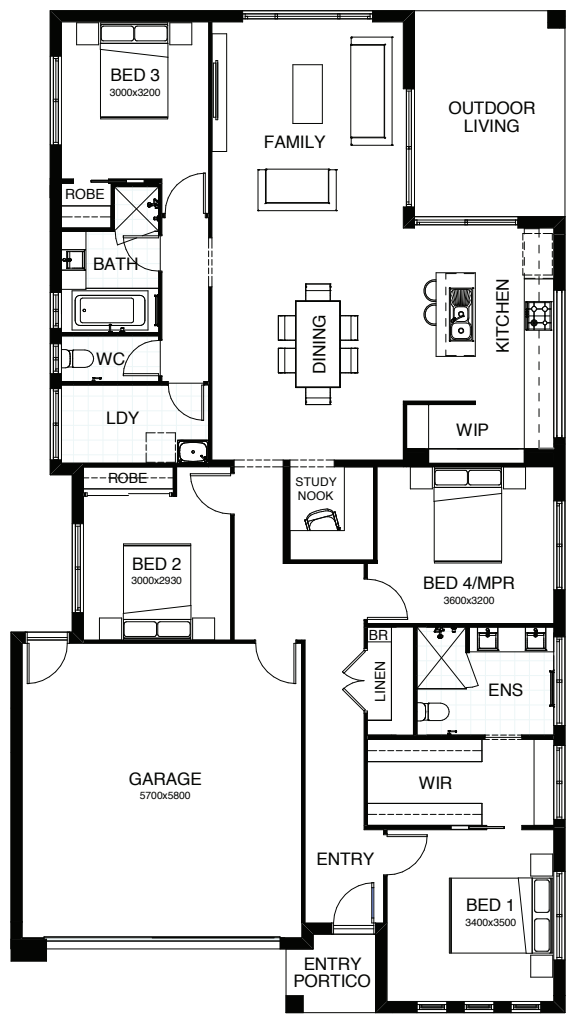 BED 3
3000x3200
FAMILY
OUTDOOR
LIVING
ROBE
BATH
DINING
KITCHEN
WC
LDY
WIP
ROBE
STUDY
NOOK
BED 2
3000x2930
BED 4/MPR
3600x3200
BR
LINEN
ENS
GARAGE
5700x5800
WIR
ENTRY
BED 1
3400x3500
ENTRY
PORTICO